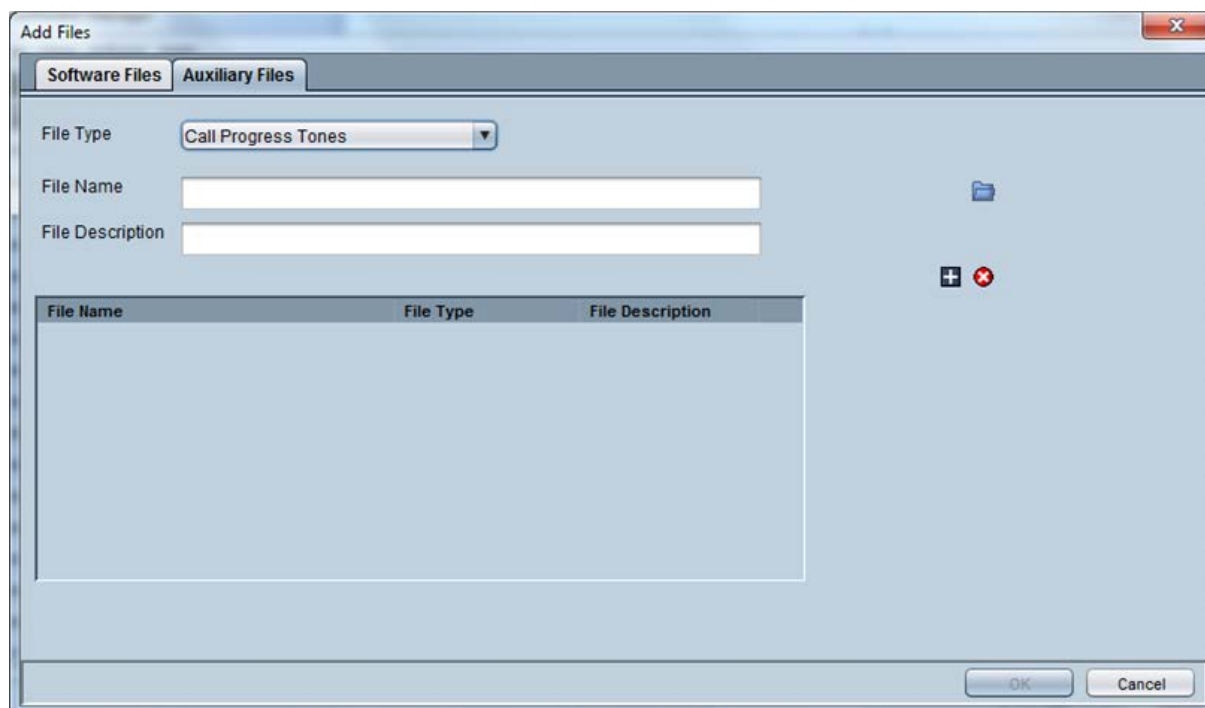 Add Files
Software Files Auxiliary Files
File Type Call Progress Tones
File Name
File Description
File Name File Type File Description
OK Cancel